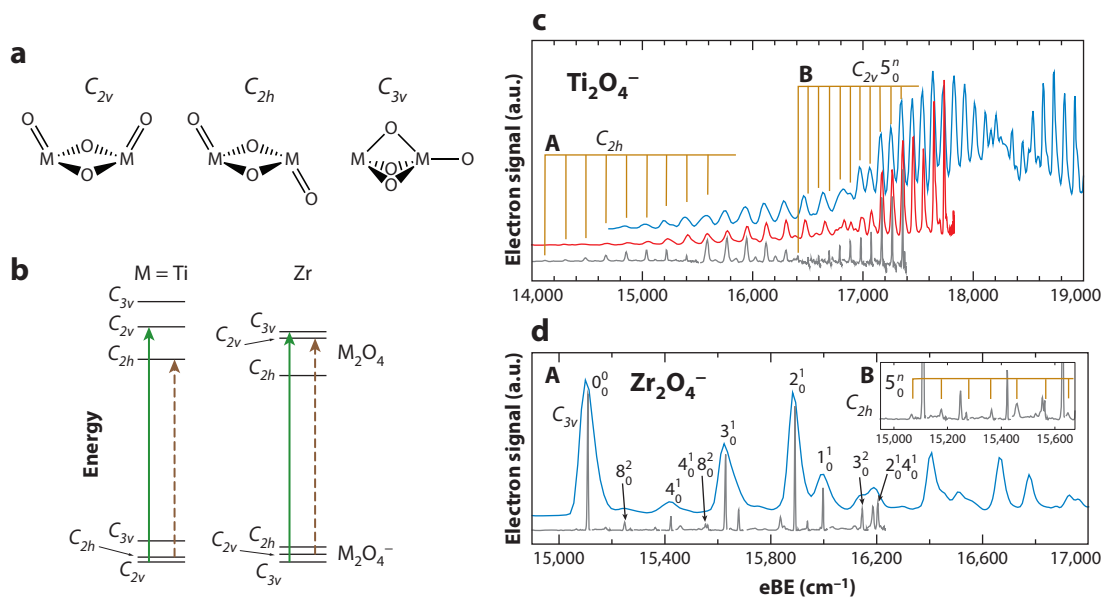 a
C2v
C2h
C3v
O
O
O
O
M
O
M
M
O
M
M
M
O
O
O
O
O
O
b
M = Ti
Zr
C3v
C2v
C2h
C3v
C2v
C2h
M2O4
Energy
C3v
C2h
C2v
C2h
C2v
C3v
M2O4−
c
Ti2O4−
A
C2h
B
C2v 5n0
Electron signal (a.u.)
14,000 15,000 16,000 17,000 18,000 19,000
d
A
Zr2O4−
B
5n0
C2h
15,000 15,200 15,400 15,600
C3v
000
820
410
410 820
310
210
110
320
210410
Electron signal (a.u.)
15,000 15,400 15,800 16,200 16,600 17,000
eBE (cm−1)